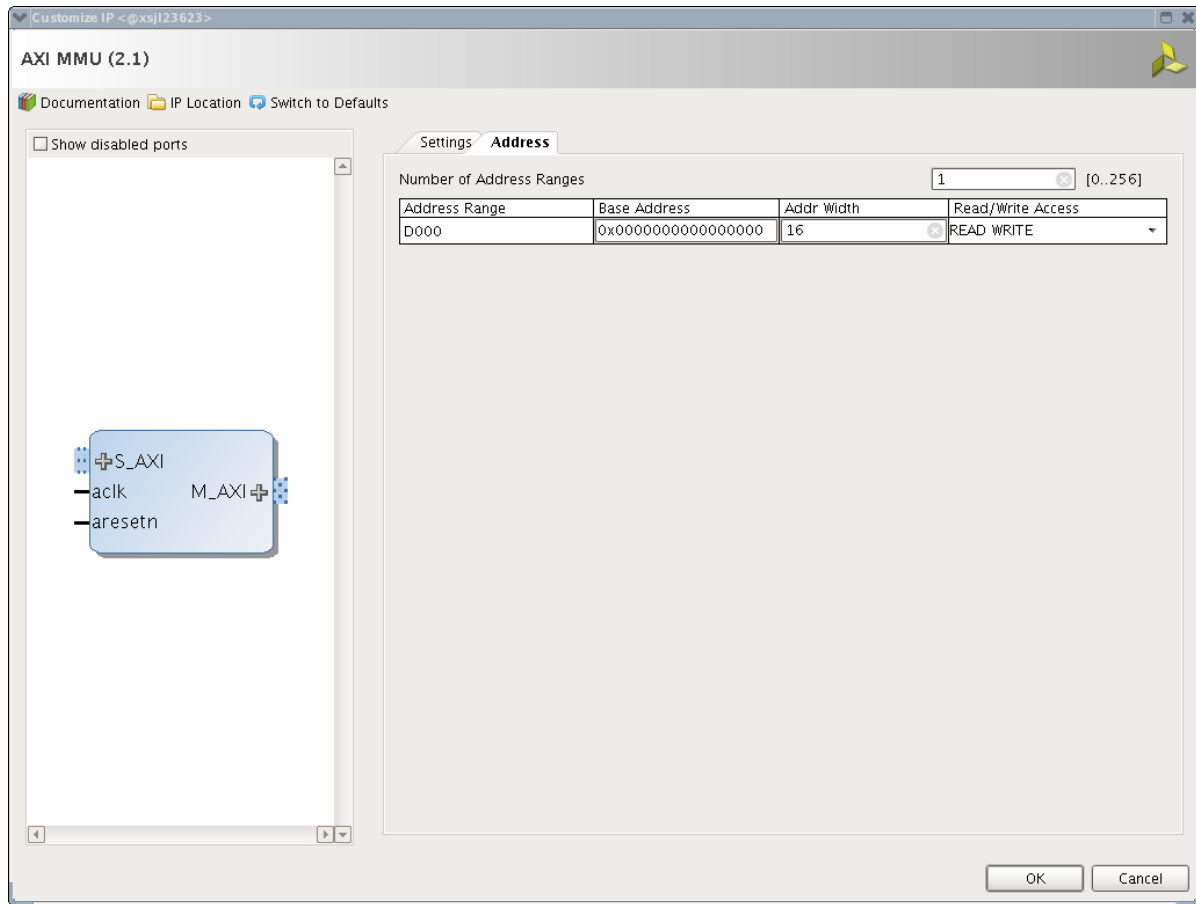 Customize IP <@xsjl23623>
AXI MMU (2.1)
Documentation IP Location Switch to Defaults
Show disabled ports
S_AXI
aclk M_AXI
aresetn
Settings Address
Number of Address Ranges 1 [0..256]
Address Range Base Address Addr Width Read/Write Access
D000 0x0000000000000000 16 READ WRITE
OK Cancel